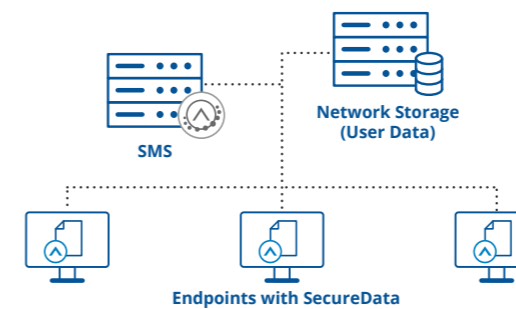 Network Storage
(User Data)
SMS
Endpoints with SecureData